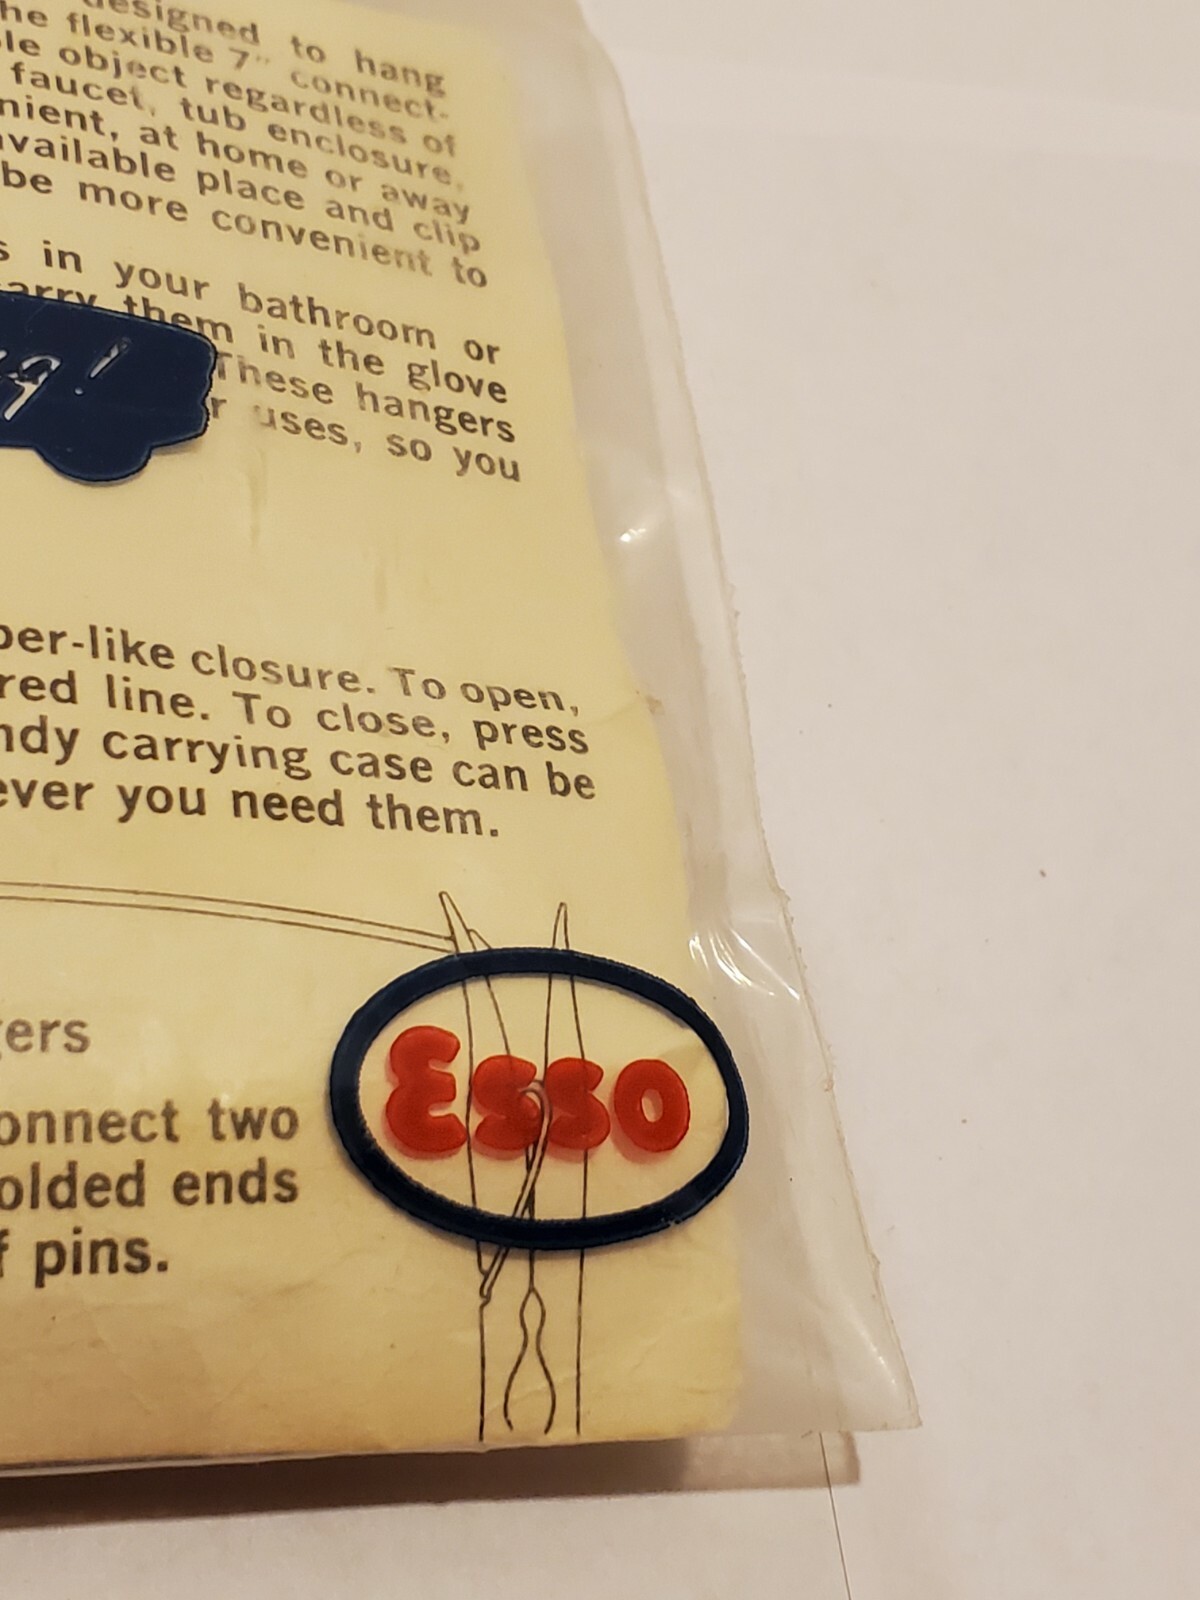 designed to hang
he flexible 7" connect-
le object regardless of
faucet, tub enclosure,
nient, at home or away
vailable place and clip
be more convenient to
s in your bathroom or
arry them in the glove
These hangers
r uses, so you
per-like closure. To open,
red line. To close, press
ndy carrying case can be
ever you need them.
gers
onnect two
olded ends
f pins.
Esso